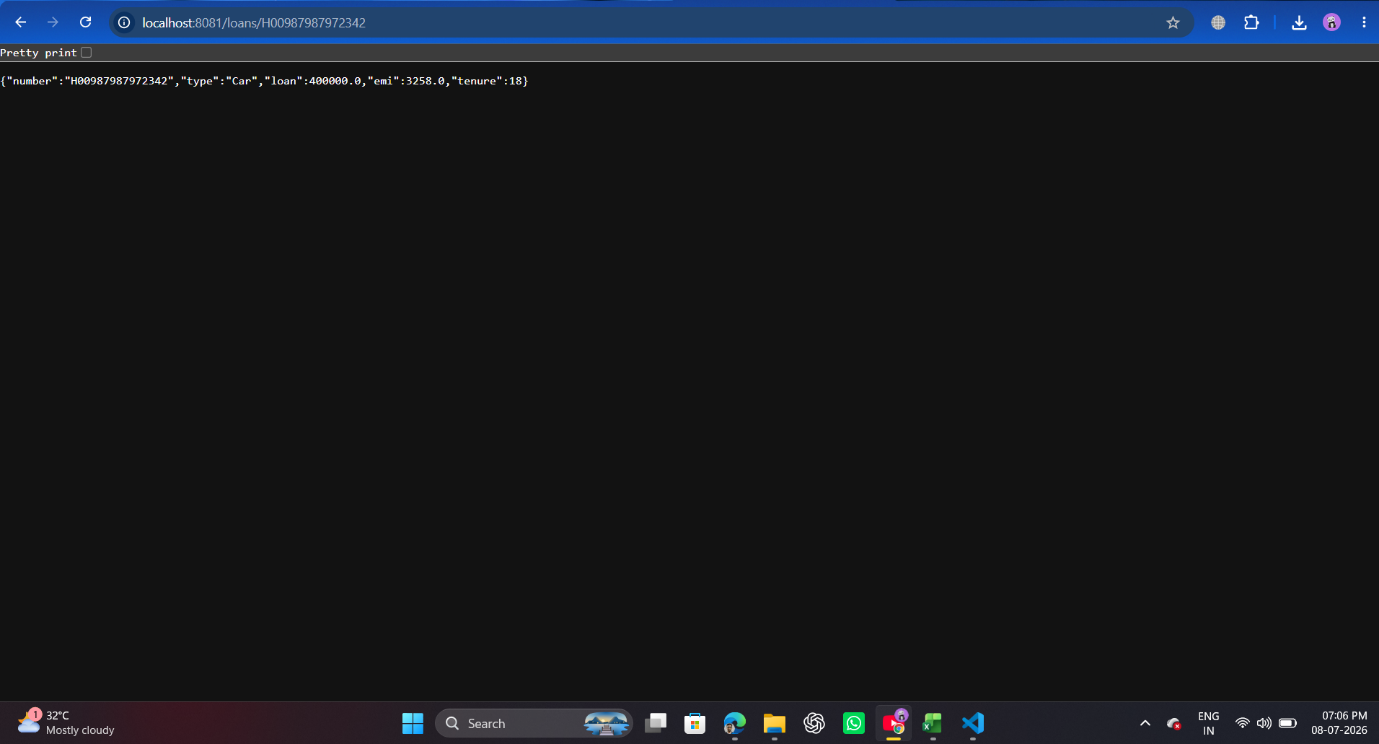 localhost:8081/loans/H00987987972342
Pretty print
{"number":"H00987987972342","type":"Car","loan":400000.0,"emi":3258.0,"tenure":18}
1
32°C
Mostly cloudy
Search
ENG
IN
07:06 PM
08-07-2026